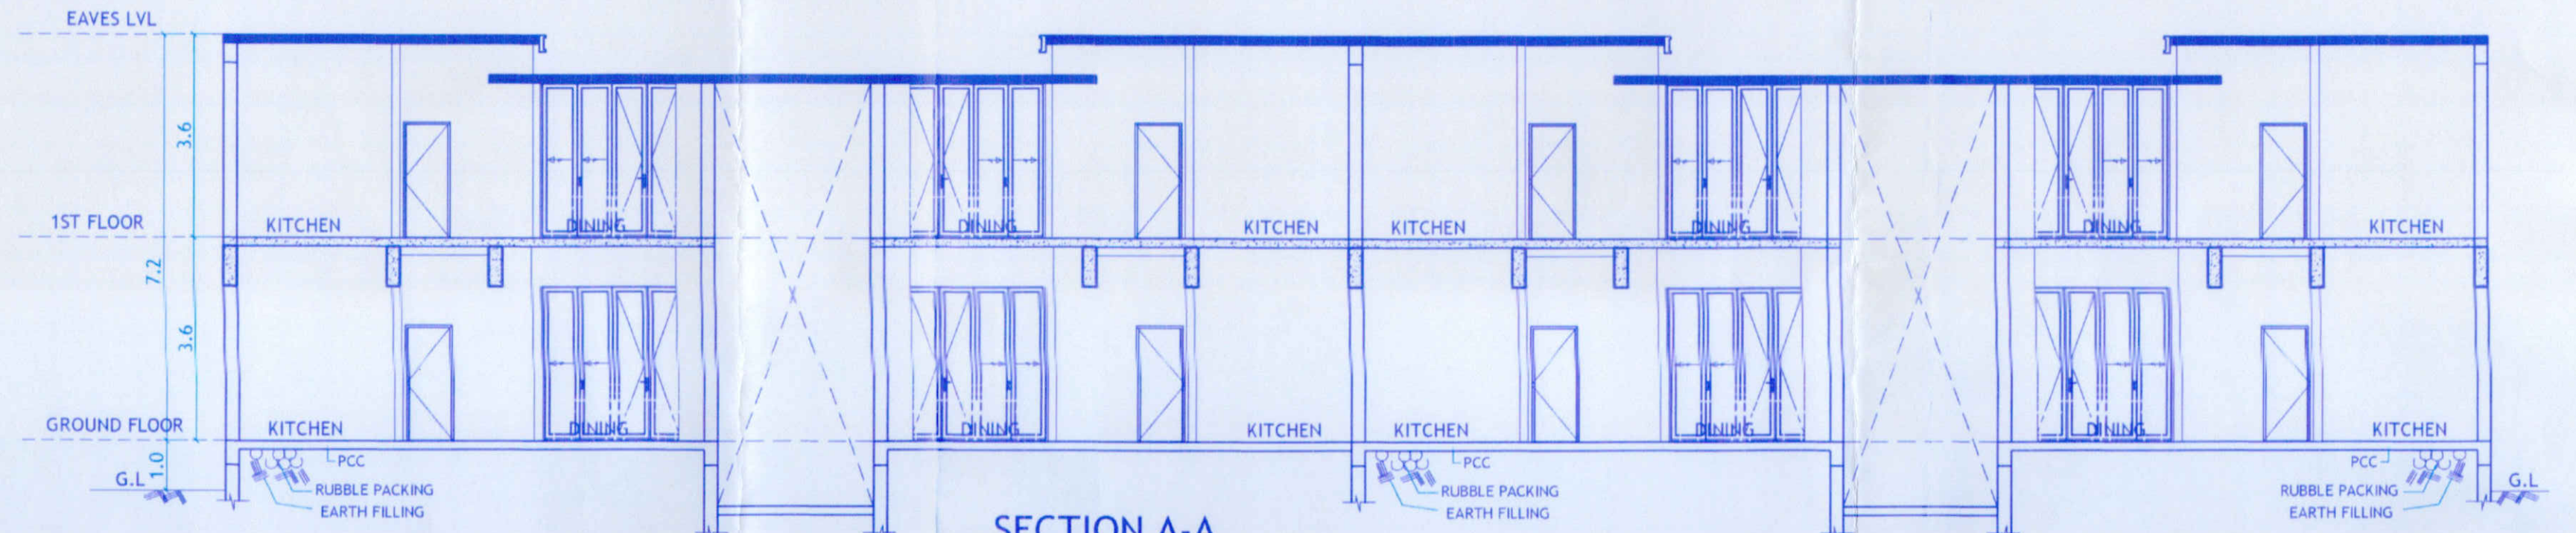 EAVES LVL
3.6
1ST FLOOR
KITCHEN
DINING
DINING
KITCHEN
KITCHEN
DINING
DINING
KITCHEN
7.2
3.6
GROUND FLOOR
KITCHEN
DINING
DINING
KITCHEN
KITCHEN
DINING
DINING
KITCHEN
1.0
PCC
PCC
PCC
G.L
RUBBLE PACKING
RUBBLE PACKING
RUBBLE PACKING
G.L
EARTH FILLING
EARTH FILLING
EARTH FILLING
SECTION A-A